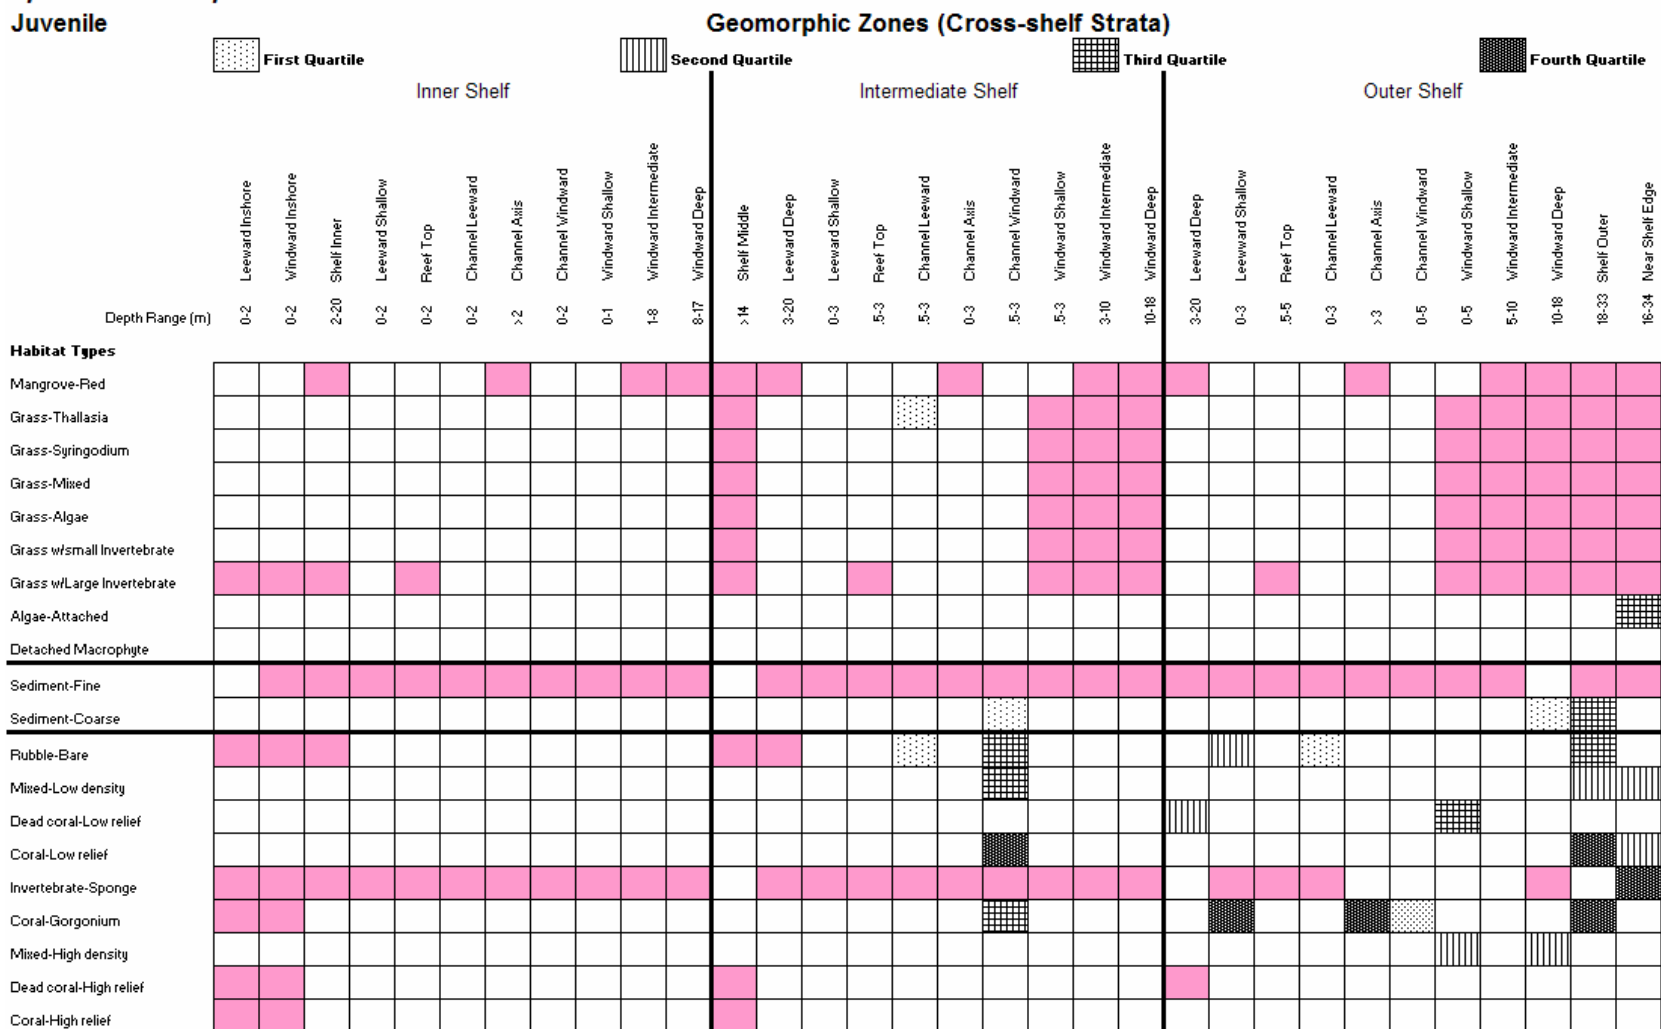 Juvenile
Geomorphic Zones (Cross-shelf Strata)
First Quartile
Second Quartile
Third Quartile
Fourth Quartile
Inner Shelf
Intermediate Shelf
Outer Shelf
Leeward Inshore
Windward Inshore
Shelf Inner
Leeward Shallow
Reef Top
Channel Leeward
Channel Axis
Channel Windward
Windward Shallow
Windward Intermediate
Windward Deep
Shelf Middle
Leeward Deep
Leeward Shallow
Reef Top
Channel Leeward
Channel Axis
Channel Windward
Windward Shallow
Windward Intermediate
Windward Deep
Leeward Deep
Leeward Shallow
Reef Top
Channel Leeward
Channel Axis
Channel Windward
Windward Shallow
Windward Intermediate
Windward Deep
Shelf Outer
Near Shelf Edge
Depth Range (m) 0-2 0-2 2-20 0-2 0-2 0-2 >2 0-2 0-1 1-8 8-17 >14 3-20 0-3 .5-3 .5-3 0-3 .5-3 .5-3 3-10 10-18 3-20 0-3 .5-5 0-3 >3 0-5 0-5 5-10 10-18 18-33 16-34
Habitat Types
Mangrove-Red
Grass-Thallasia
Grass-Syringodium
Grass-Mixed
Grass-Algae
Grass w/small Invertebrate
Grass w/Large Invertebrate
Algae-Attached
Detached Macrophyte
Sediment-Fine
Sediment-Coarse
Rubble-Bare
Mixed-Low density
Dead coral-Low relief
Coral-Low relief
Invertebrate-Sponge
Coral-Gorgonium
Mixed-High density
Dead coral-High relief
Coral-High relief